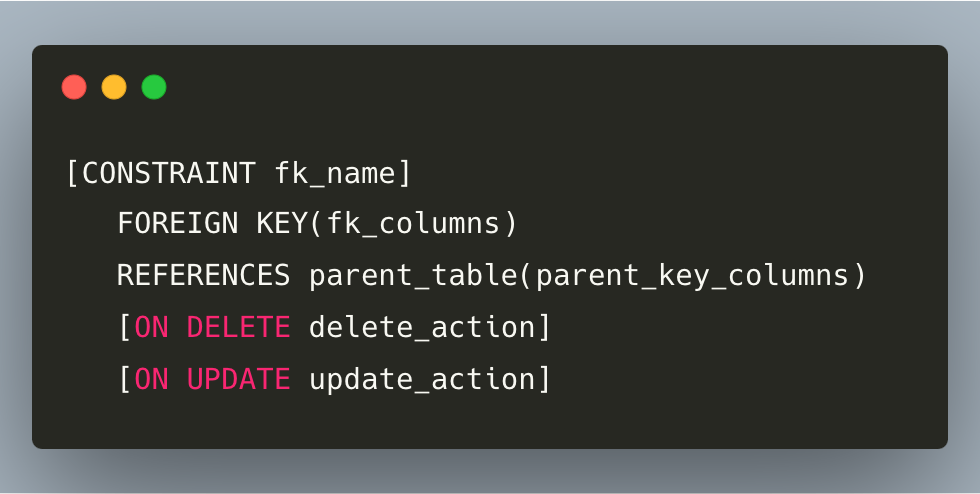 [CONSTRAINT fk_name]
FOREIGN KEY(fk_columns)
REFERENCES parent_table(parent_key_columns)
[ON DELETE delete_action]
[ON UPDATE update_action]